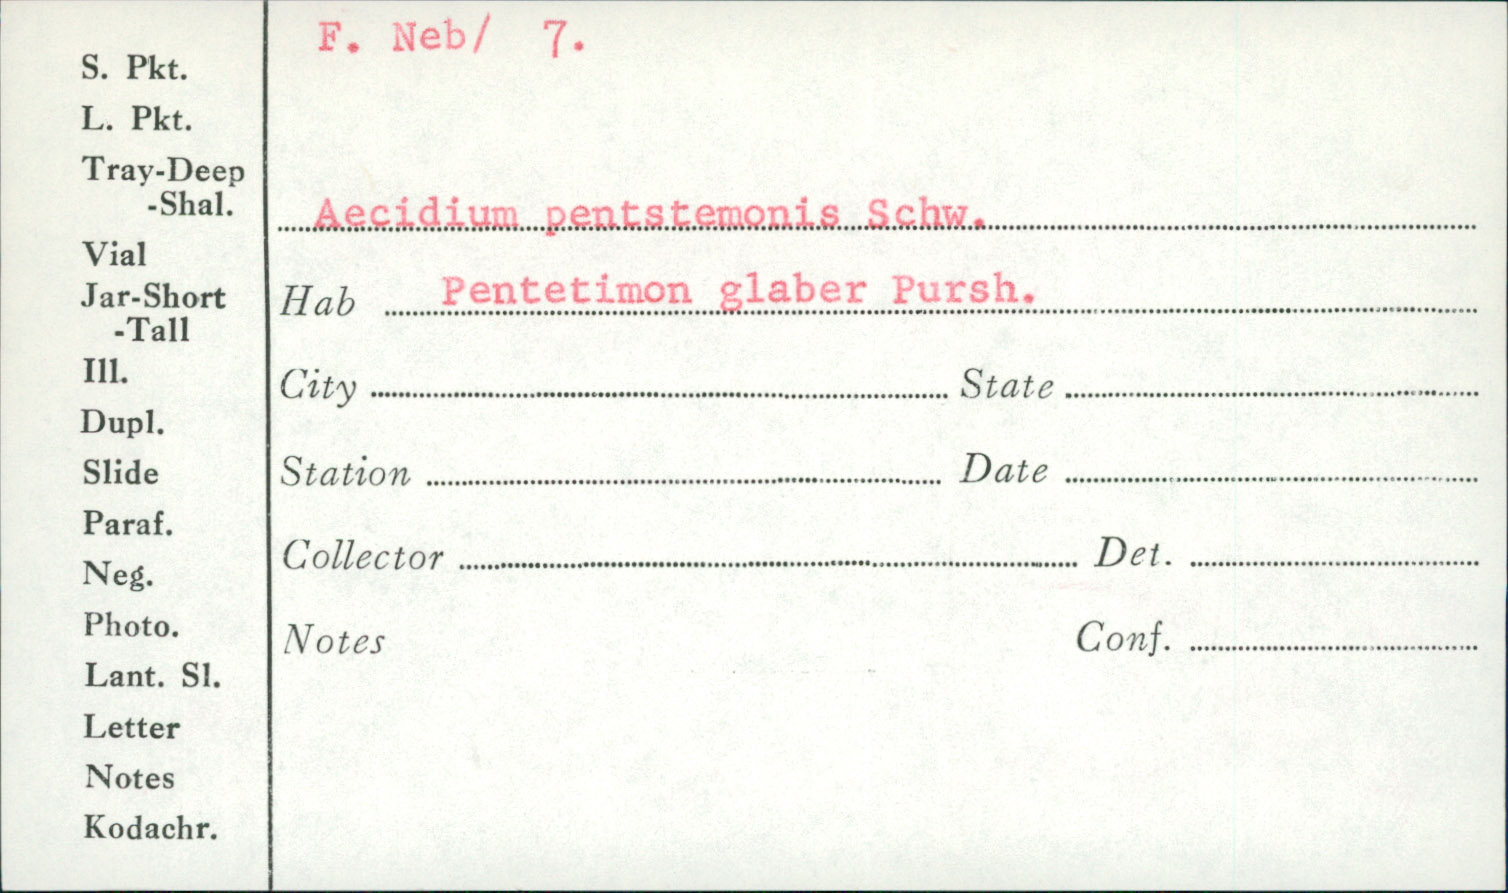 F. Neb/ 7.
S. Pkt.
L. Pkt.
Tray-Deep
-Shal.
Vial
Jar-Short
-Tall
Ill.
Dupl.
Slide
Paraf.
Neg.
Photo.
Lant. Sl.
Letter
Notes
Kodachr.
Aecidium pentstemonis Schw.
Hab Pentetimon glaber Pursh.
City State
Station Date
Collector Det.
Notes Conf.